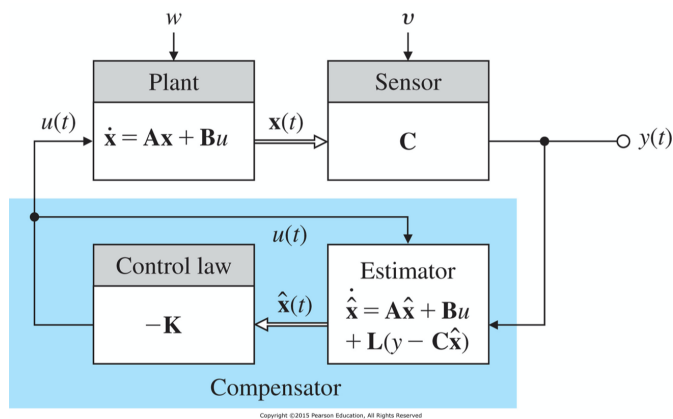 w
υ
Plant
Sensor
u(t)
ẋ = Ax + Bu
x(t)
C
y(t)
u(t)
Control law
Estimator
−K
x̂(t)
x̂̇ = Ax̂ + Bu
+ L(y − Cx̂)
Compensator
Copyright ©2015 Pearson Education, All Rights Reserved